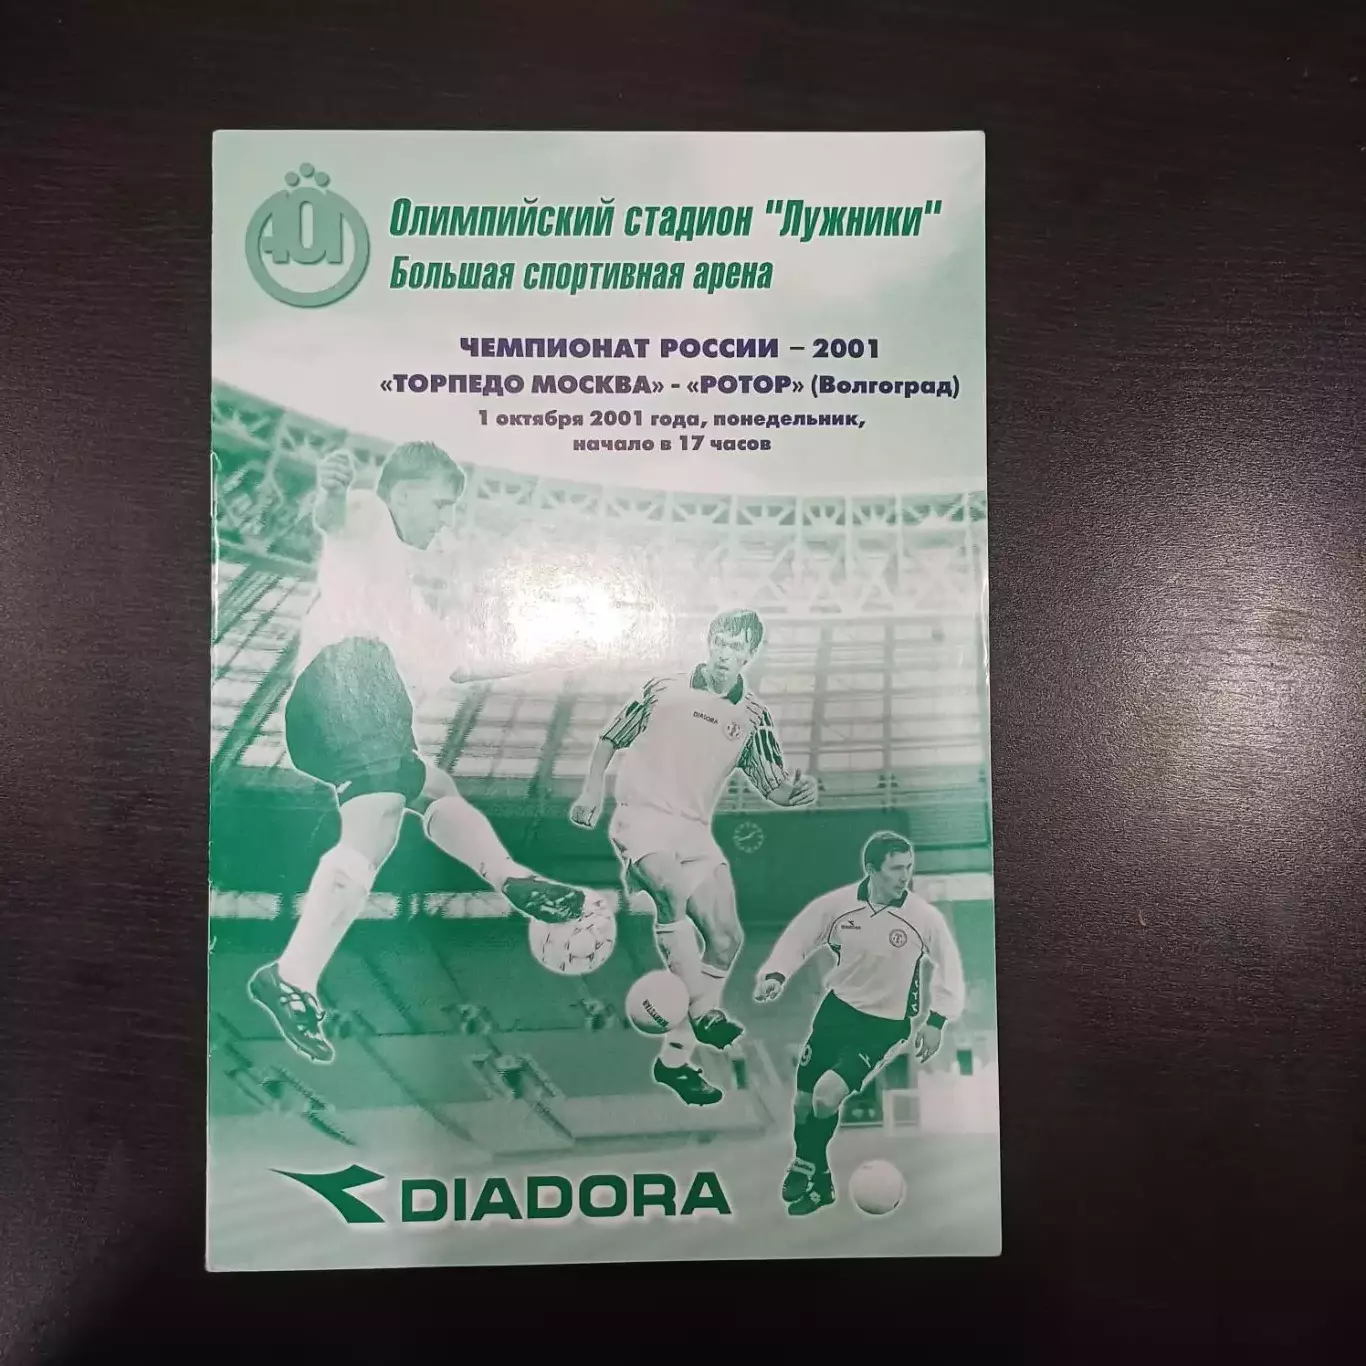 Олимпийский стадион "Лужники"
Большая спортивная арена
ЧЕМПИОНАТ РОССИИ – 2001
«ТОРПЕДО МОСКВА» - «РОТОР» (Волгоград)
1 октября 2001 года, понедельник,
начало в 17 часов
DIADORA
DIADORA
DIADORA